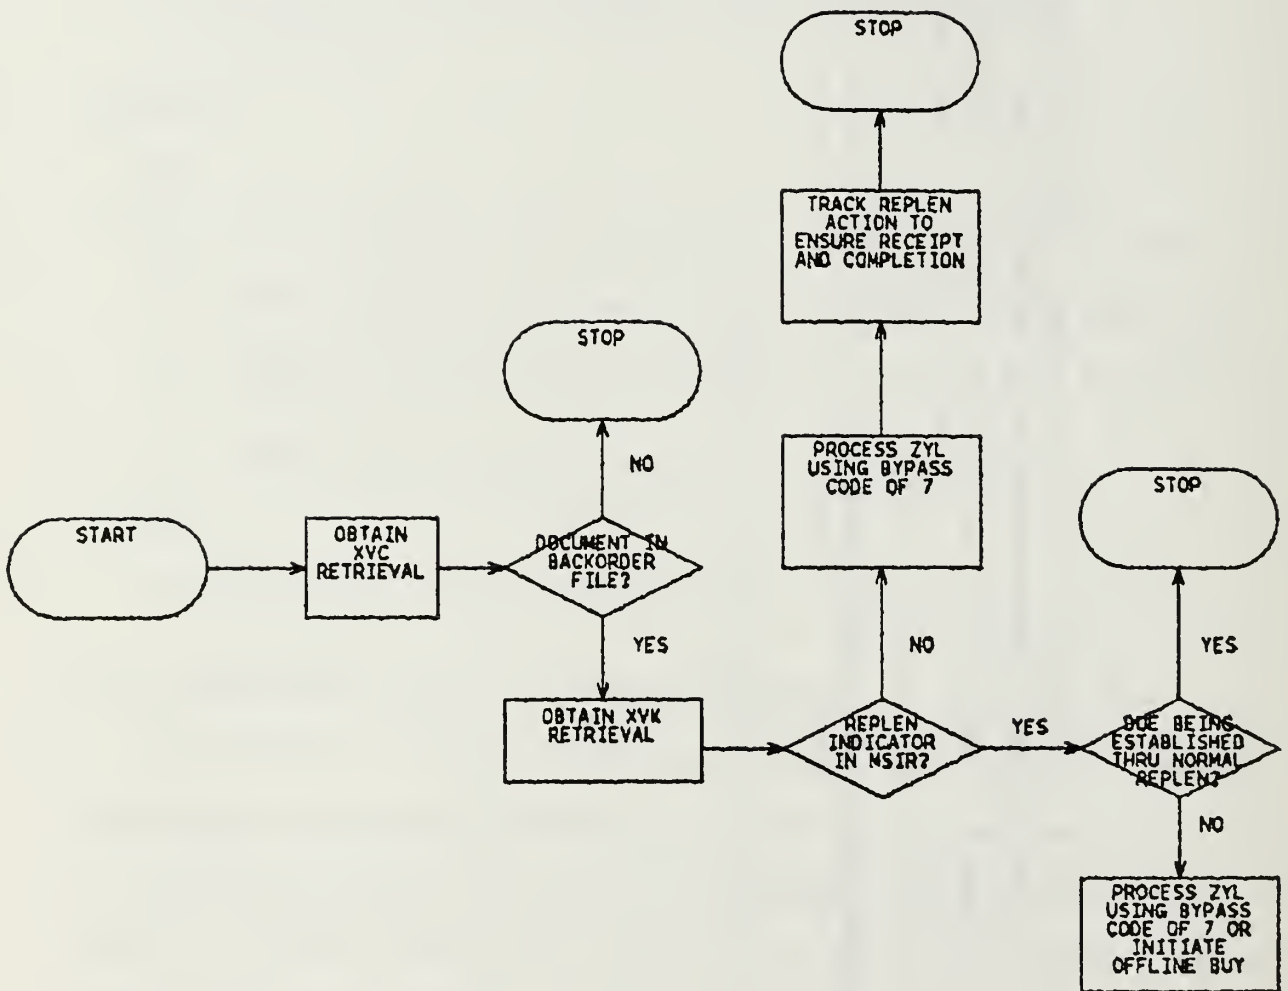 STOP
TRACK REPLEN
ACTION TO
ENSURE RECEIPT
AND COMPLETION
STOP
NO
PROCESS ZYL
USING BYPASS
CODE OF 7
STOP
START
OBTAIN
XVC
RETRIEVAL
DOCUMENT IN
BACKORDER
FILE?
YES
NO
YES
OBTAIN XVK
RETRIEVAL
REPLEN
INDICATOR
IN MSIR?
YES
DUE BEING
ESTABLISHED
THRU NORMAL
REPLEN?
NO
PROCESS ZYL
USING BYPASS
CODE OF 7 OR
INITIATE
OFFLINE BUY